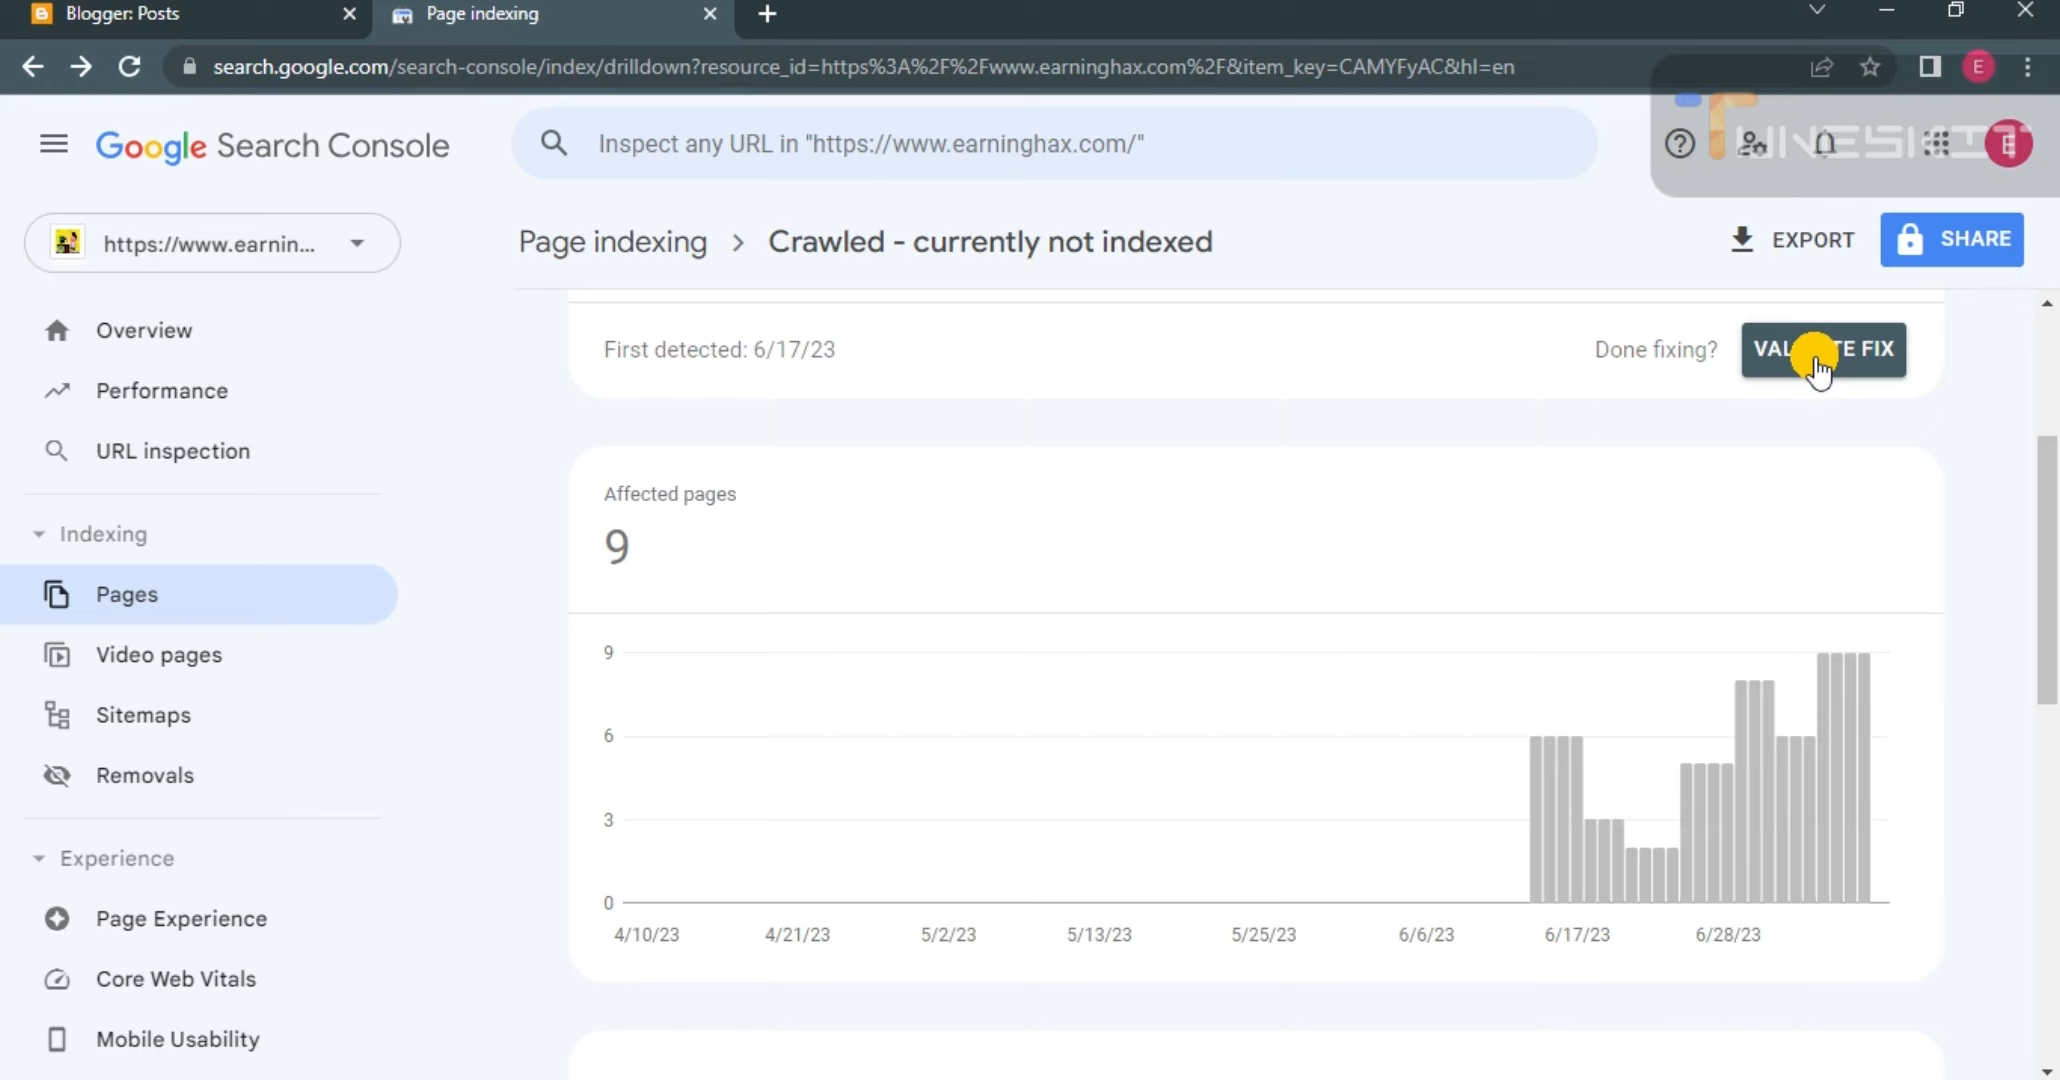 Blogger: Posts
Page indexing
search.google.com/search-console/index/drilldown?resource_id=https%3A%2F%2Fwww.earninghax.com%2F&item_key=CAMYFyAC&hl=en
E
Google Search Console
Inspect any URL in "https://www.earninghax.com/"
E
https://www.earnin...
Page indexing > Crawled - currently not indexed
EXPORT
SHARE
Overview
Performance
URL inspection
Indexing
Pages
Video pages
Sitemaps
Removals
Experience
Page Experience
Core Web Vitals
Mobile Usability
First detected: 6/17/23
Done fixing?
FIX
Affected pages
9
9
6
3
0
4/10/23 4/21/23 5/2/23 5/13/23 5/25/23 6/6/23 6/17/23 6/28/23